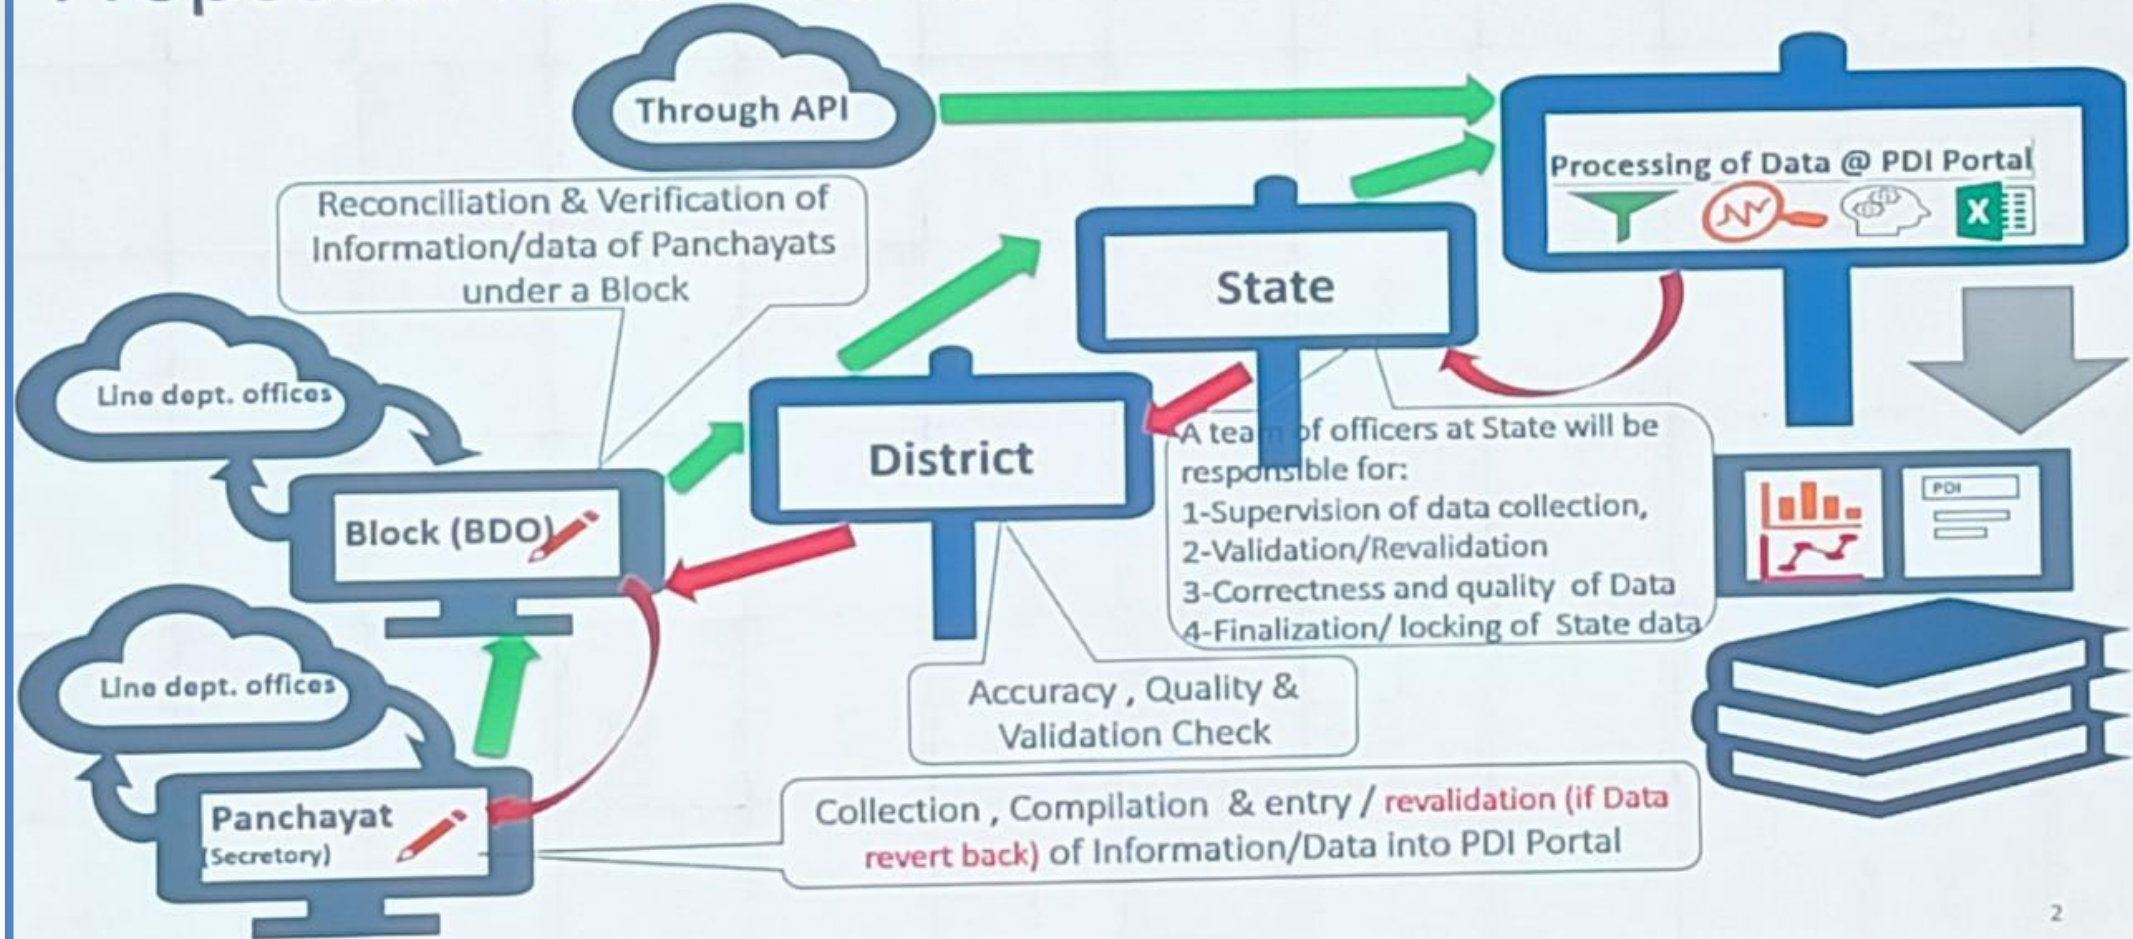 Through API
Processing of Data @ PDI Portal
X
Reconciliation & Verification of
Information/data of Panchayats
under a Block
State
Line dept. offices
District
A team of officers at State will be
responsible for:
1-Supervision of data collection,
2-Validation/Revalidation
3-Correctness and quality of Data
4-Finalization/ locking of State data
PDI
Block (BDO)
Line dept. offices
Accuracy , Quality &
Validation Check
Panchayat
(Secretory)
Collection , Compilation & entry / revalidation (if Data
revert back) of Information/Data into PDI Portal
2